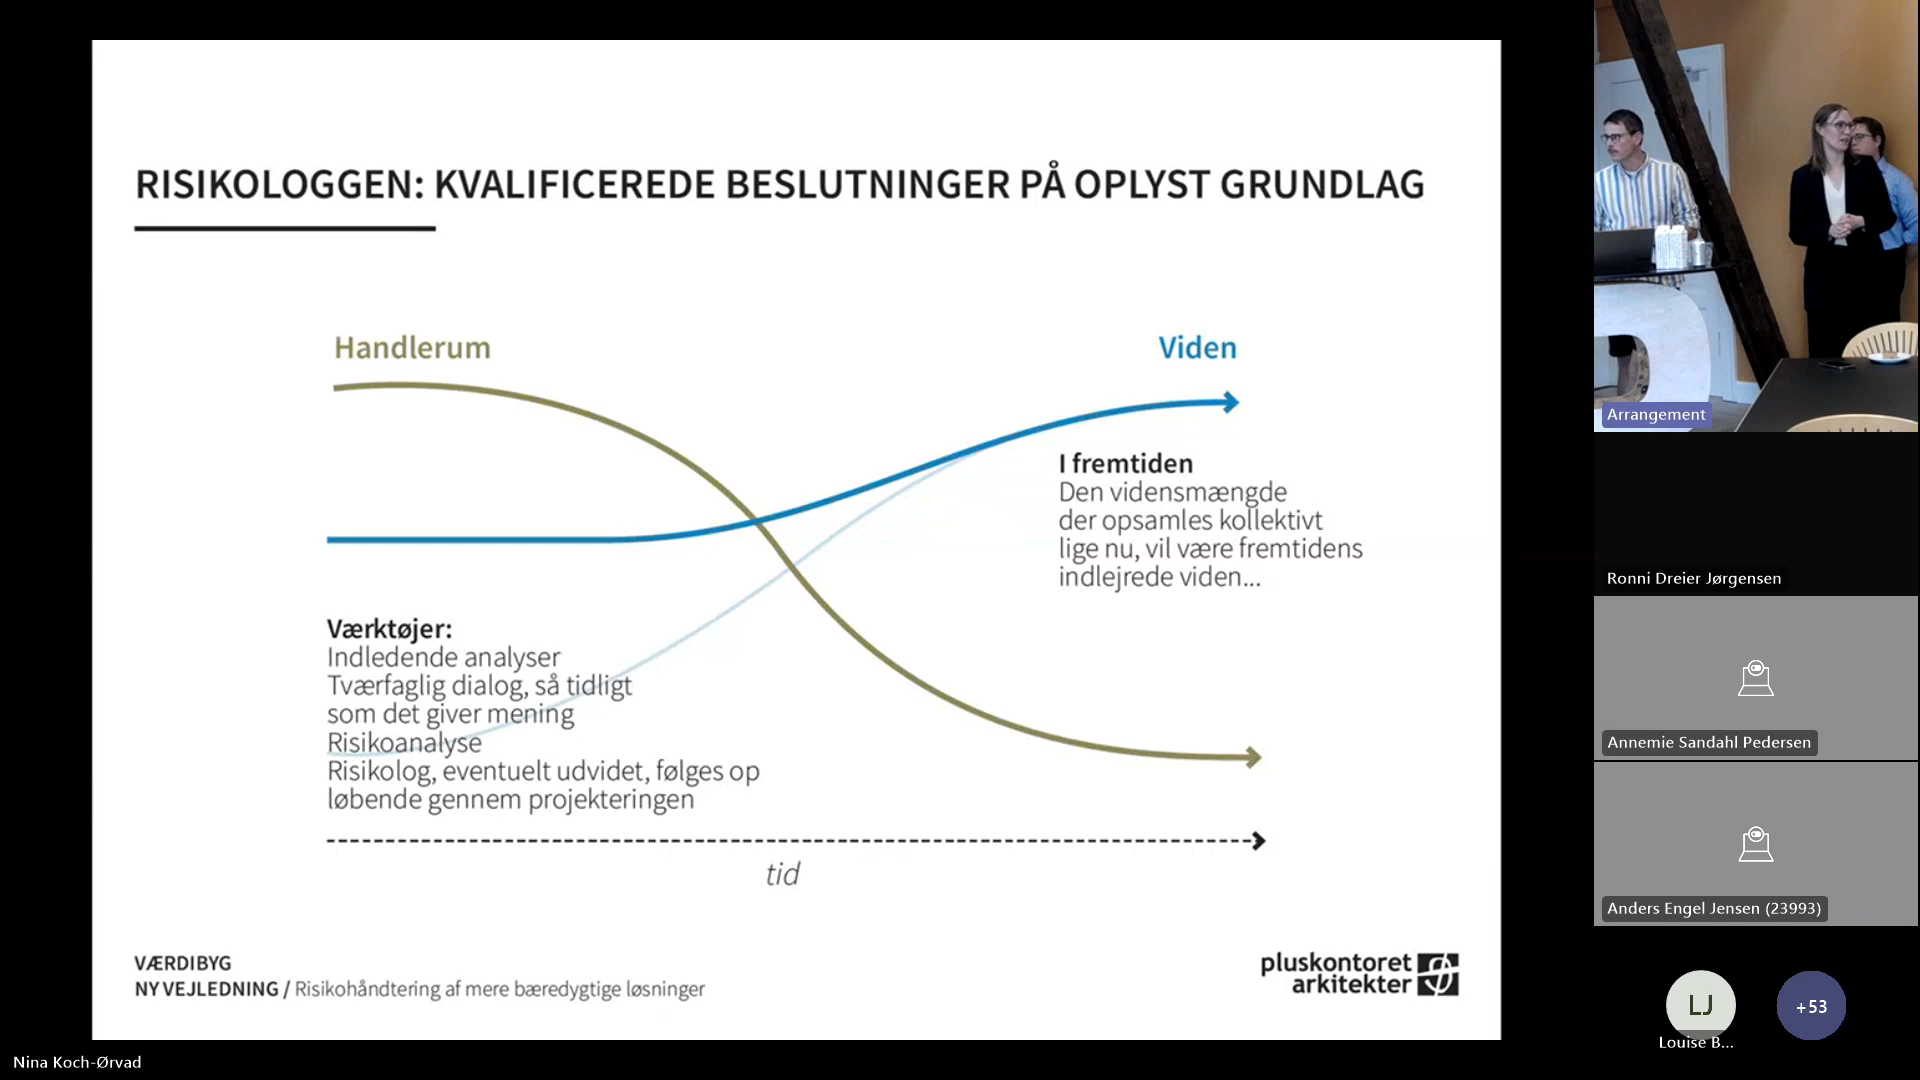 RISIKOLOGGEN: KVALIFICEREDE BESLUTNINGER PÅ OPLYST GRUNDLAG
Handlerum
Viden
I fremtiden
Den vidensmængde
der opsamles kollektivt
lige nu, vil være fremtidens
indlejrede viden...
Værktøjer:
Indledende analyser
Tværfaglig dialog, så tidligt
som det giver mening
Risikoanalyse
Risikolog, eventuelt udvidet, følges op
løbende gennem projekteringen
tid
VÆRDIBYG
NY VEJLEDNING / Risikohåndtering af mere bæredygtige løsninger
pluskontoret
arkitekter
Nina Koch-Ørvad
Arrangement
Ronni Dreier Jørgensen
Annemie Sandahl Pedersen
Anders Engel Jensen (23993)
LJ
+53
Louise B...